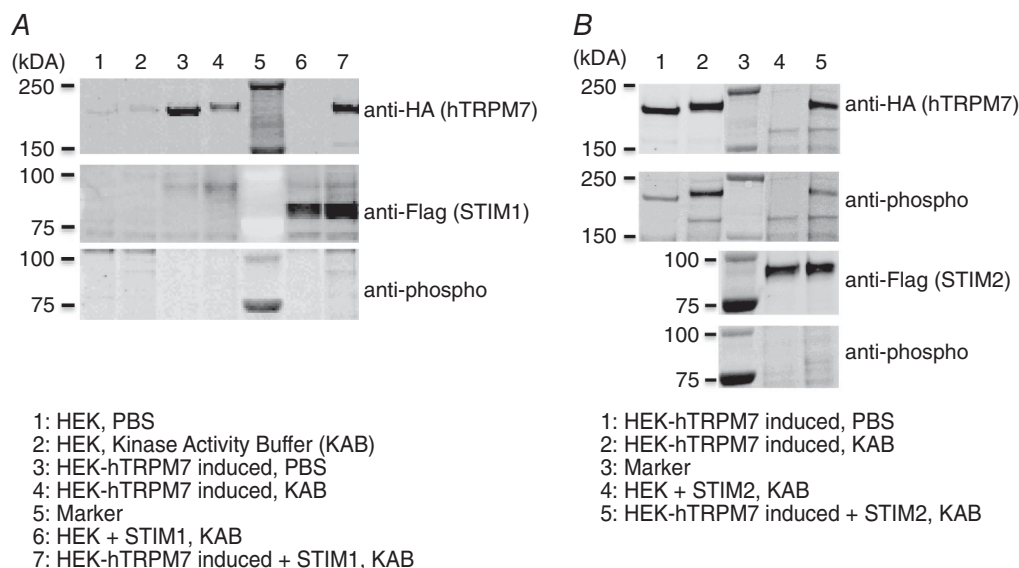 A
(kDA) 1 2 3 4 5 6 7
250
anti-HA (hTRPM7)
150
100
anti-Flag (STIM1)
75
100
anti-phospho
75
1: HEK, PBS
2: HEK, Kinase Activity Buffer (KAB)
3: HEK-hTRPM7 induced, PBS
4: HEK-hTRPM7 induced, KAB
5: Marker
6: HEK + STIM1, KAB
7: HEK-hTRPM7 induced + STIM1, KAB
B
(kDA) 1 2 3 4 5
250
anti-HA (hTRPM7)
150
250
anti-phospho
150
100
anti-Flag (STIM2)
75
100
anti-phospho
75
1: HEK-hTRPM7 induced, PBS
2: HEK-hTRPM7 induced, KAB
3: Marker
4: HEK + STIM2, KAB
5: HEK-hTRPM7 induced + STIM2, KAB